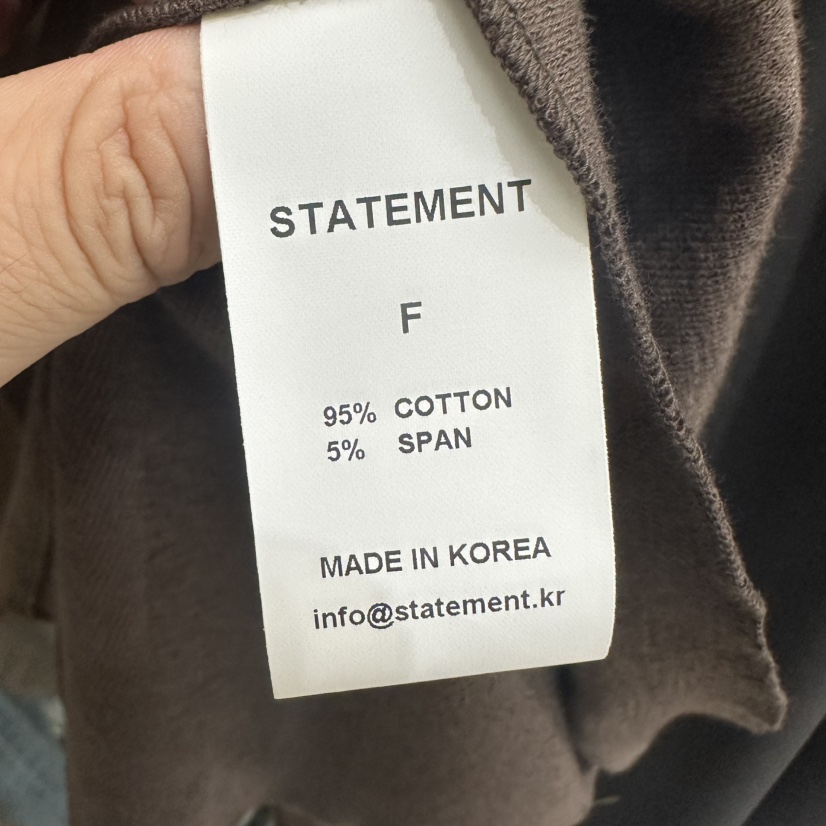 STATEMENT
F
95% COTTON
5% SPAN
MADE IN KOREA
info@statement.kr